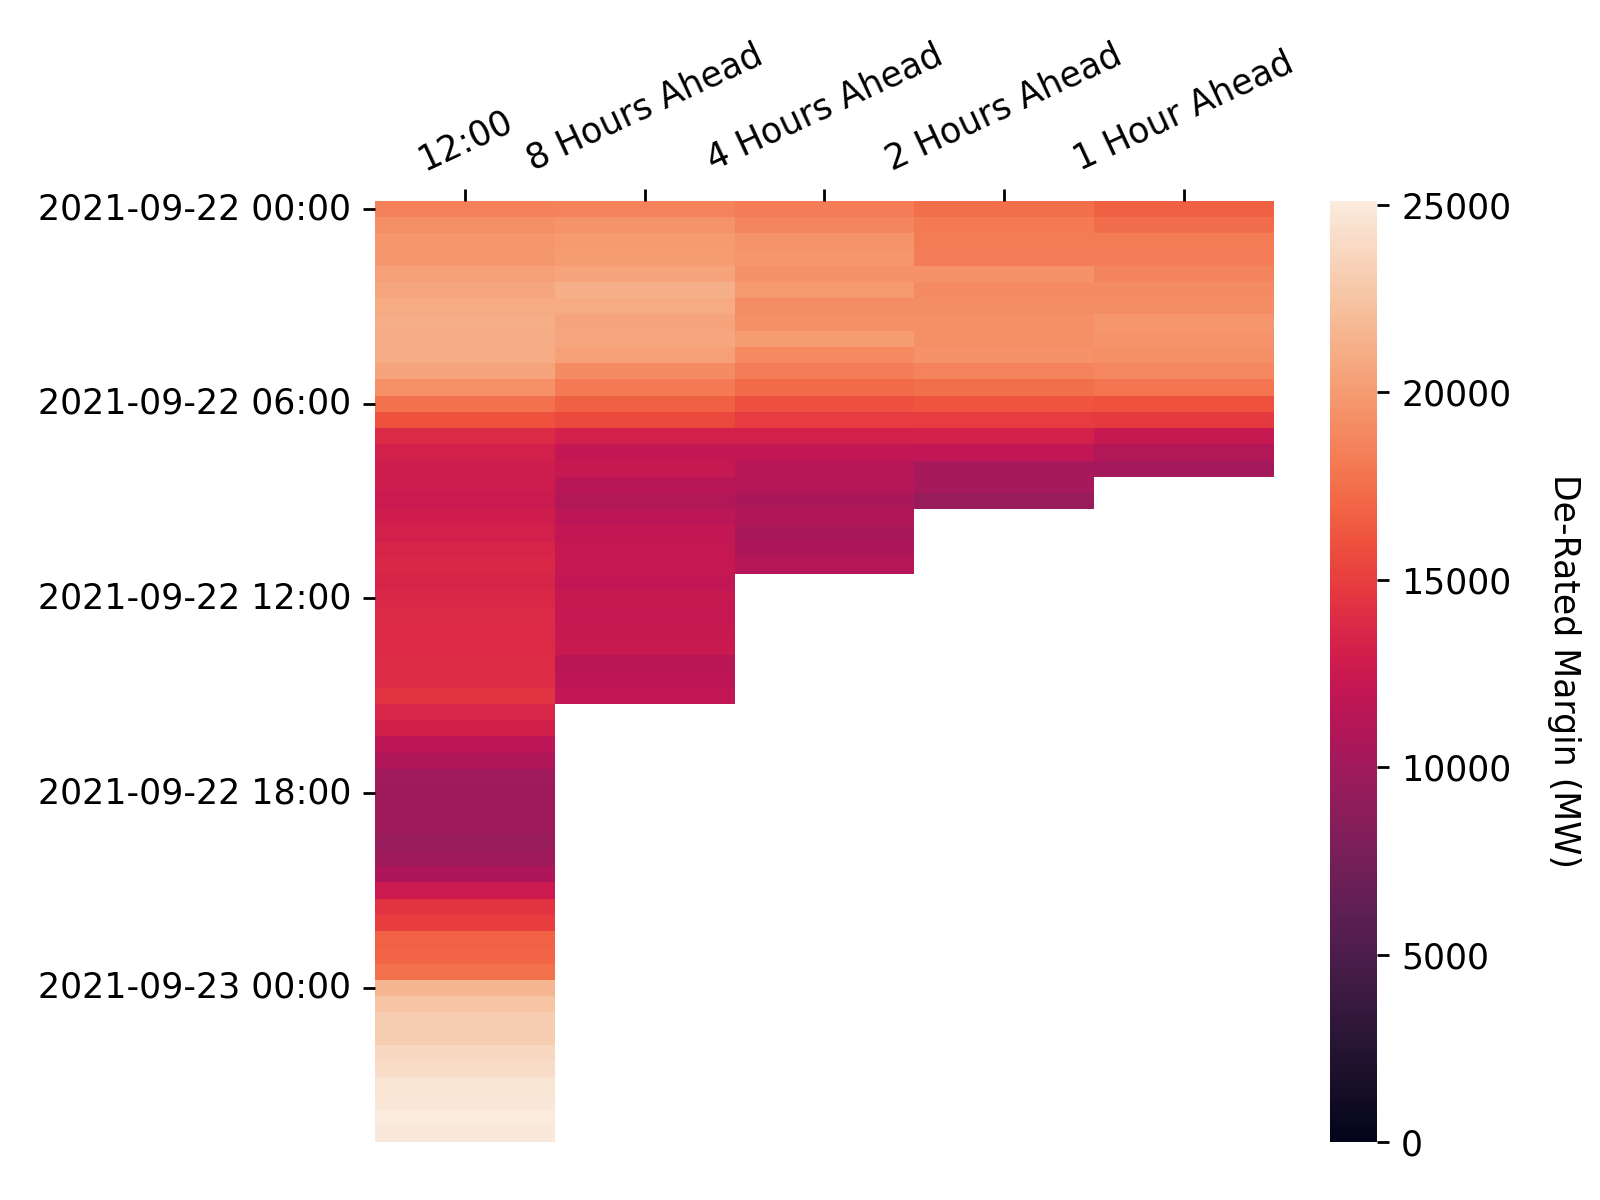 12:00
8 Hours Ahead
4 Hours Ahead
2 Hours Ahead
1 Hour Ahead
2021-09-22 00:00
2021-09-22 06:00
2021-09-22 12:00
2021-09-22 18:00
2021-09-23 00:00
25000
20000
15000
10000
5000
0
De-Rated Margin (MW)